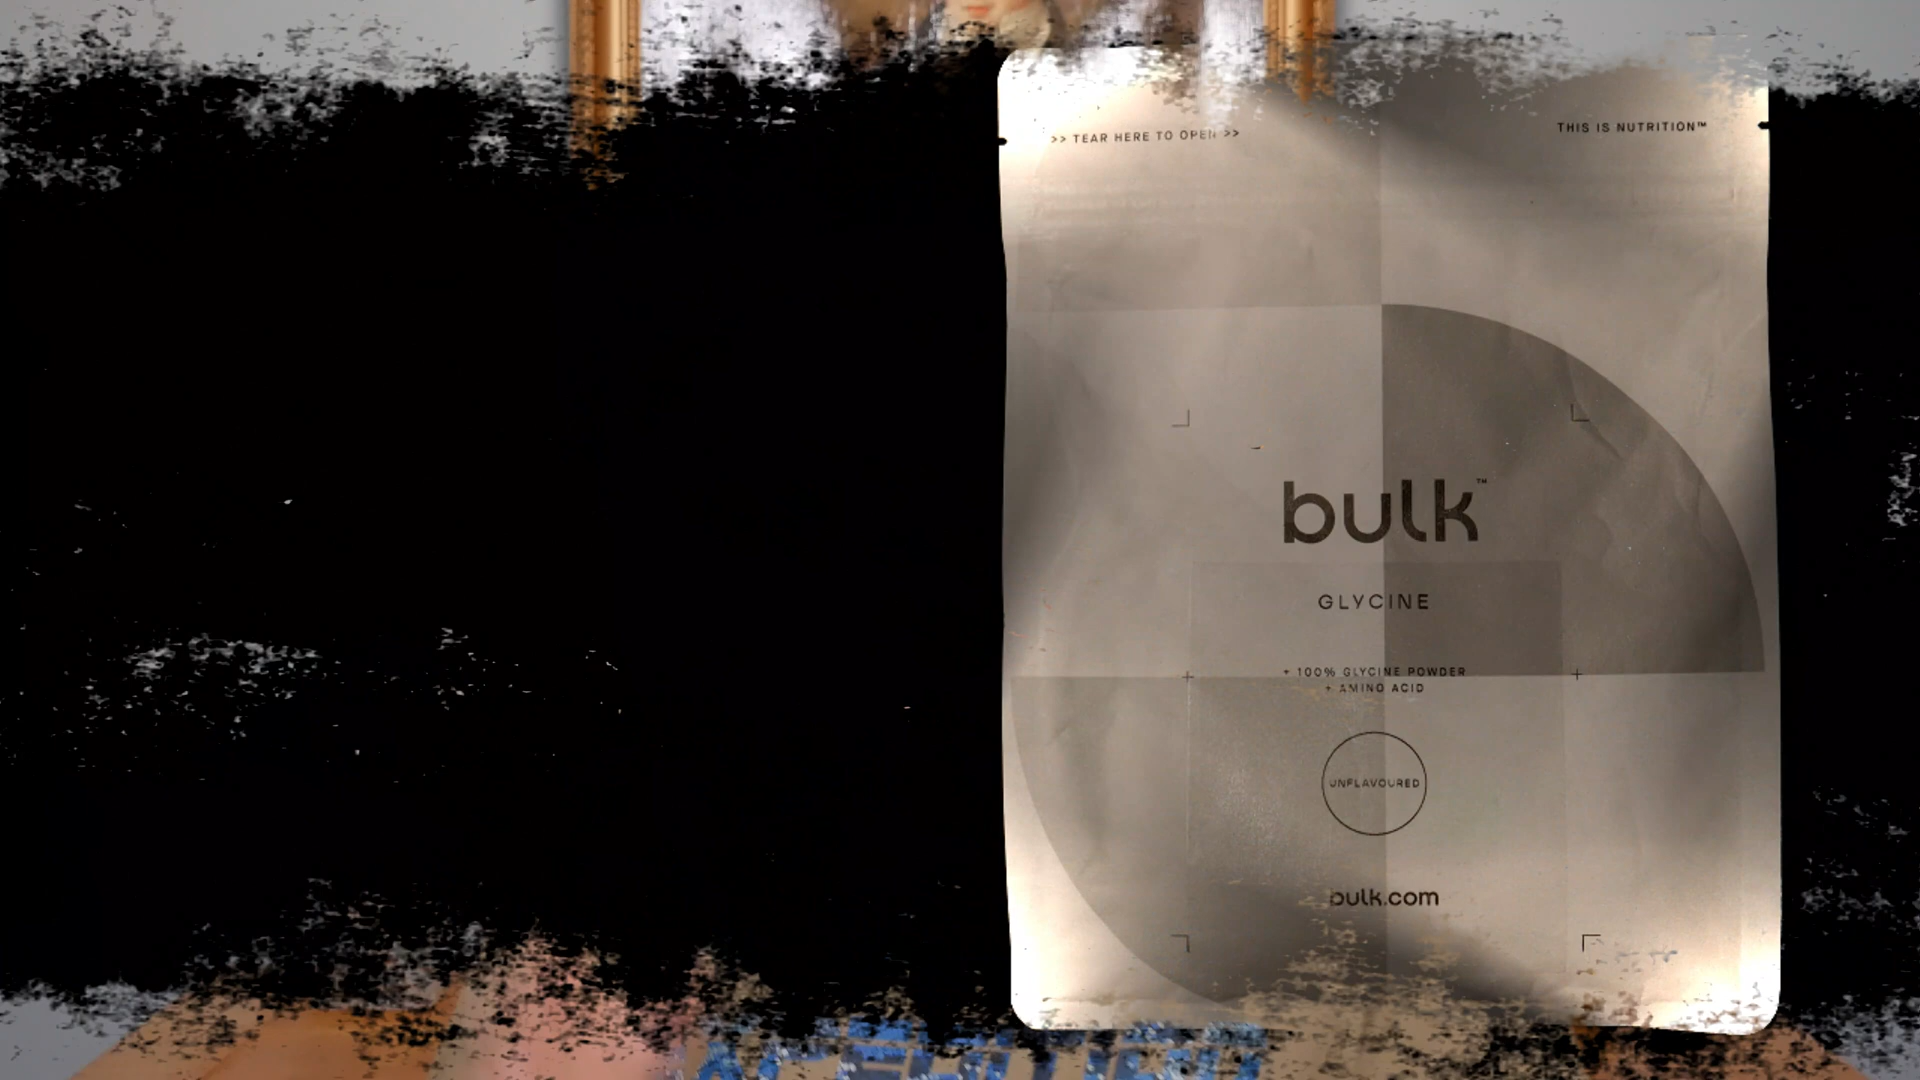 >> TEAR HERE TO OPEN >>
THIS IS NUTRITION™
bulk™
GLYCINE
+ 100% GLYCINE POWDER
+ AMINO ACID
UNFLAVOURED
bulk.com